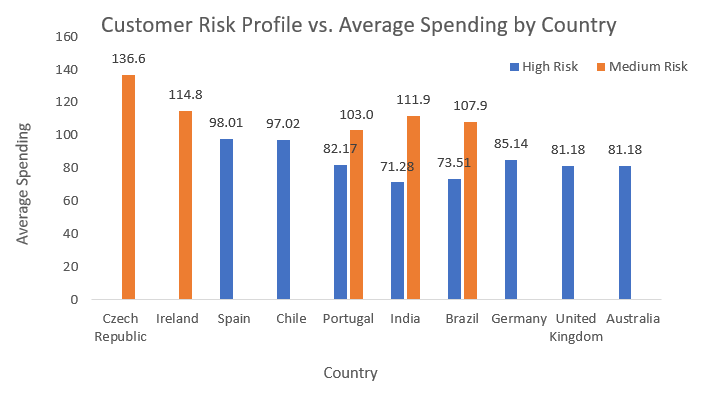 Customer Risk Profile vs. Average Spending by Country
160
140
120
100
80
60
40
20
0
Average Spending
High Risk
Medium Risk
136.6
114.8
98.01
97.02
82.17
103.0
71.28
111.9
73.51
107.9
85.14
81.18
81.18
Czech
Republic
Ireland
Spain
Chile
Portugal
India
Brazil
Germany
United
Kingdom
Australia
Country